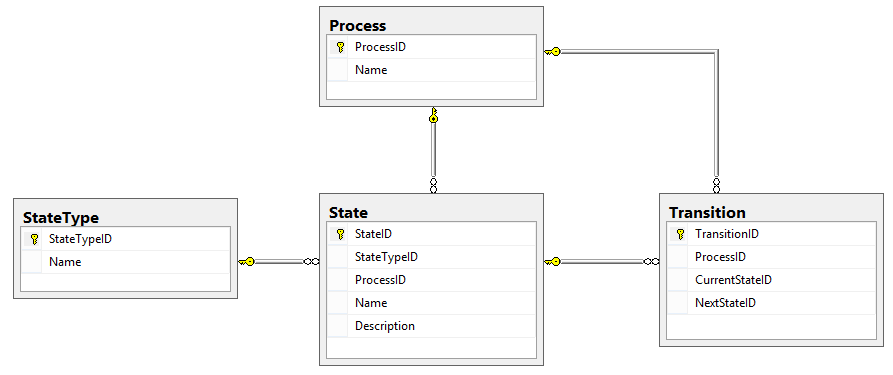 Process
ProcessID
Name
StateType
StateTypeID
Name
State
StateID
StateTypeID
ProcessID
Name
Description
Transition
TransitionID
ProcessID
CurrentStateID
NextStateID